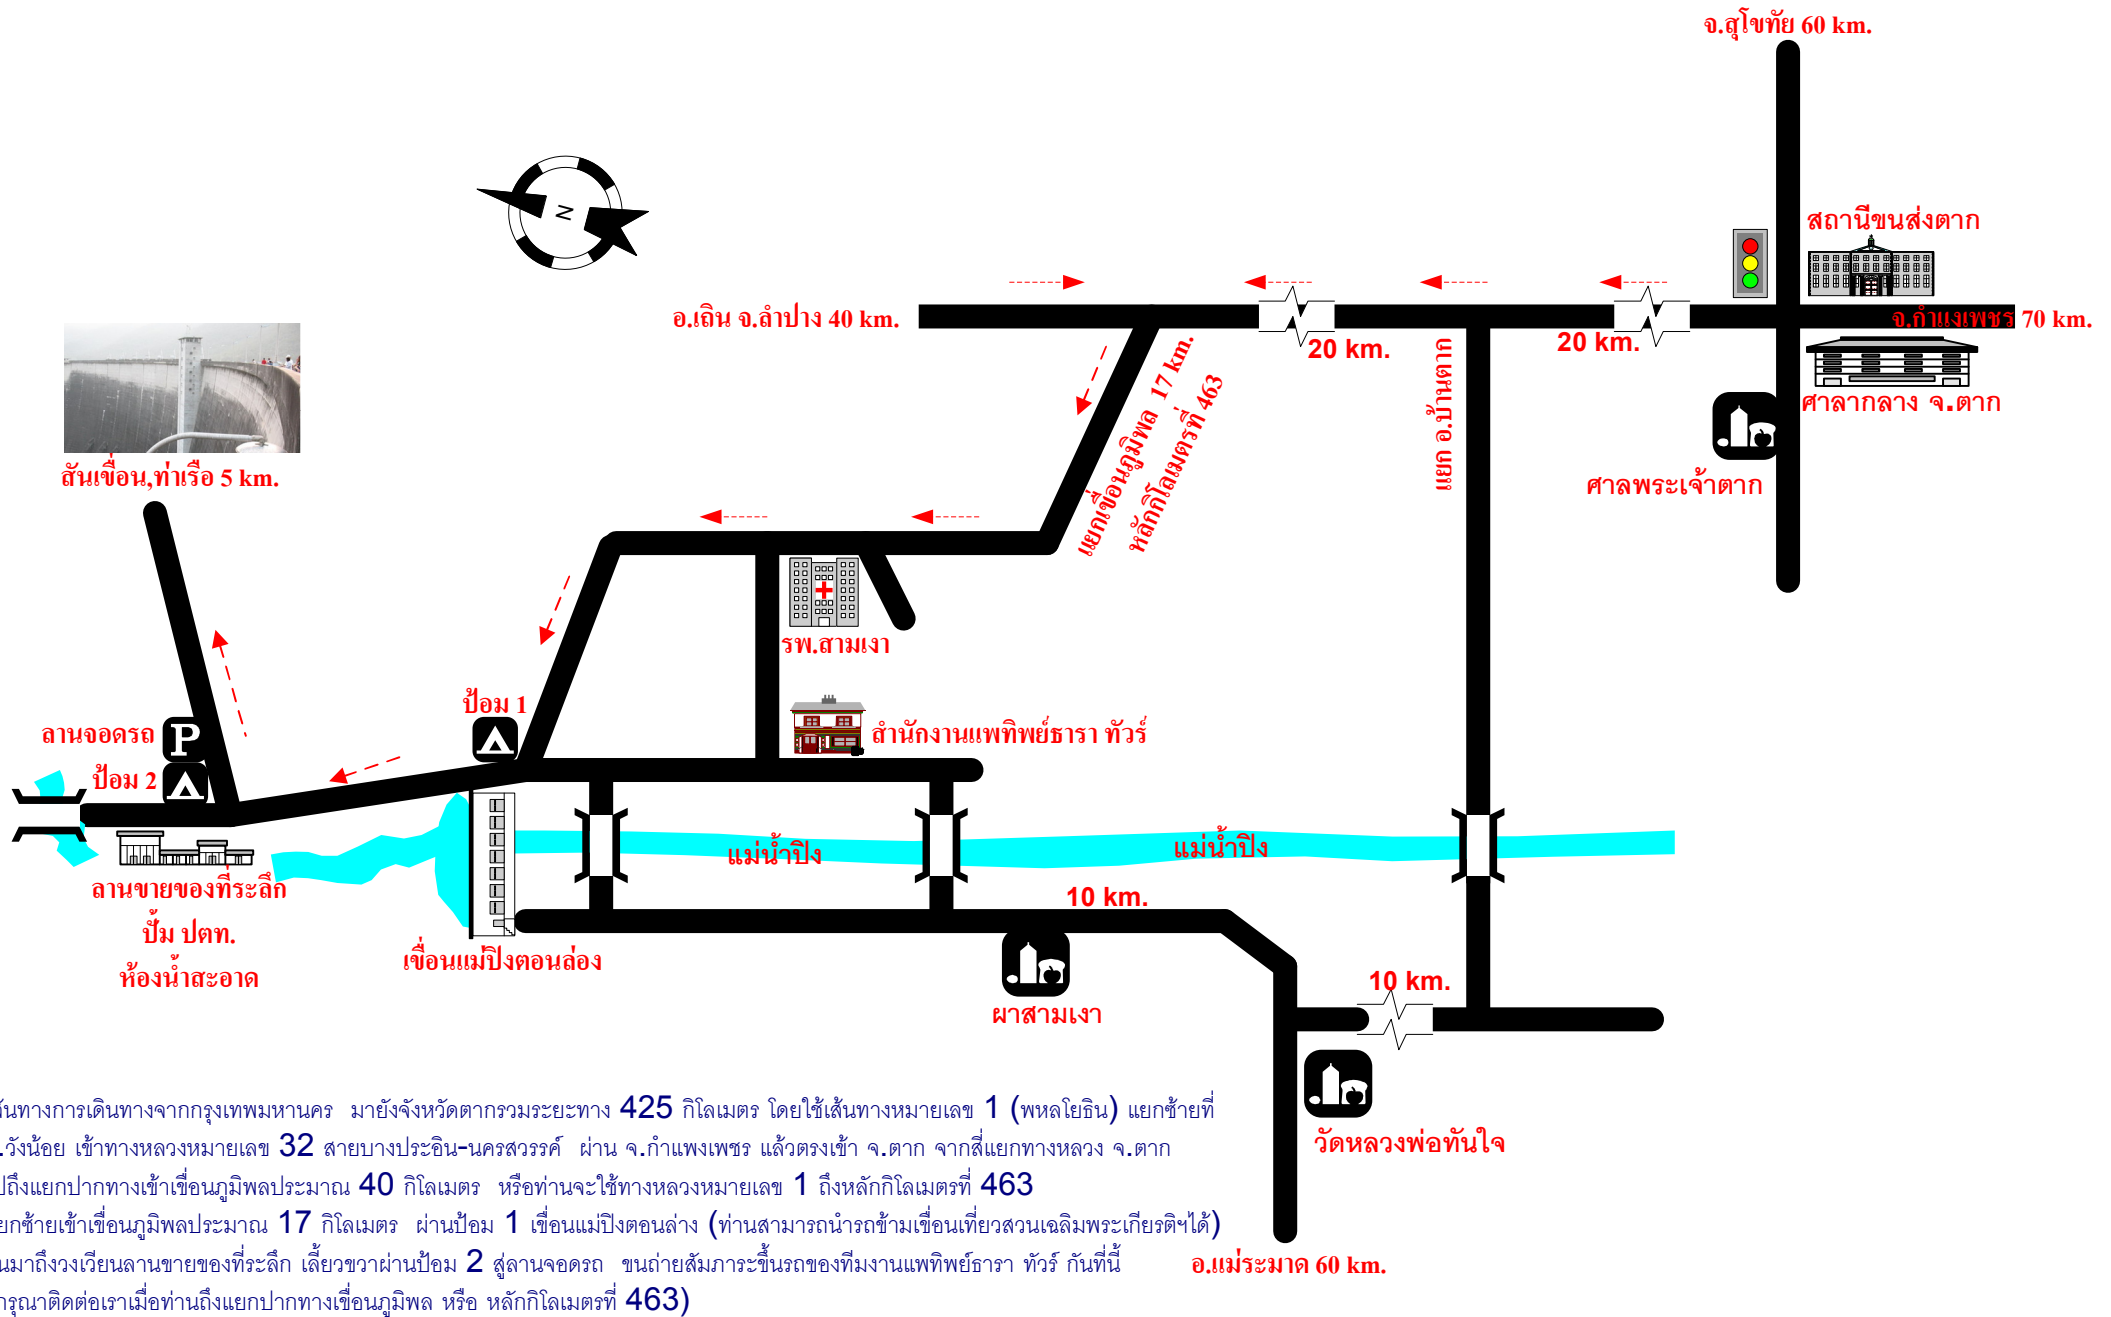 จ.สุโขทัย 60 km.
สถานีขนส่งตาก
N
อ.เถิน จ.ลำปาง 40 km.
จ.กำแงเพชร 70 km.
20 km.
20 km.
แยกเขื่อนภูมิพล 17 km.
หลักกิโลเมตรที่ 463
แยก อ.บ้านตาก
ศาลากลาง จ.ตาก
ศาลพระเจ้าตาก
สันเขื่อน,ท่าเรือ 5 km.
รพ.สามเงา
ป้อม 1
สำนักงานแพทิพย์ธารา ทัวร์
ลานจอดรถ P
ป้อม 2
แม่น้ำปิง
แม่น้ำปิง
ลานขายของที่ระลึก
ปั้ม ปตท.
ห้องน้ำสะอาด
10 km.
เขื่อนแม่ปิงตอนล่อง
10 km.
ผาสามเงา
วัดหลวงพ่อทันใจ
อ.แม่ระมาด 60 km.
ส้นทางการเดินทางจากกรุงเทพมหานคร มายังจังหวัดตากรวมระยะทาง 425 กิโลเมตร โดยใช้เส้นทางหมายเลข 1 (พหลโยธิน) แยกซ้ายที่
.วังน้อย เข้าทางหลวงหมายเลข 32 สายบางประอิน-นครสวรรค์ ผ่าน จ.กำแพงเพชร แล้วตรงเข้า จ.ตาก จากสี่แยกทางหลวง จ.ตาก
ปถึงแยกปากทางเข้าเขื่อนภูมิพลประมาณ 40 กิโลเมตร หรือท่านจะใช้ทางหลวงหมายเลข 1 ถึงหลักกิโลเมตรที่ 463
ยกซ้ายเข้าเขื่อนภูมิพลประมาณ 17 กิโลเมตร ผ่านป้อม 1 เขื่อนแม่ปิงตอนล่าง (ท่านสามารถนำรถข้ามเขื่อนเที่ยวสวนเฉลิมพระเกียรติฯได้)
นมาถึงวงเวียนลานขายของที่ระลึก เลี้ยวขวาผ่านป้อม 2 สู่ลานจอดรถ ขนถ่ายสัมภาระขึ้นรถของทีมงานแพทิพย์ธารา ทัวร์ กันที่นี้
ารุณาติดต่อเราเมื่อท่านถึงแยกปากทางเขื่อนภูมิพล หรือ หลักกิโลเมตรที่ 463)